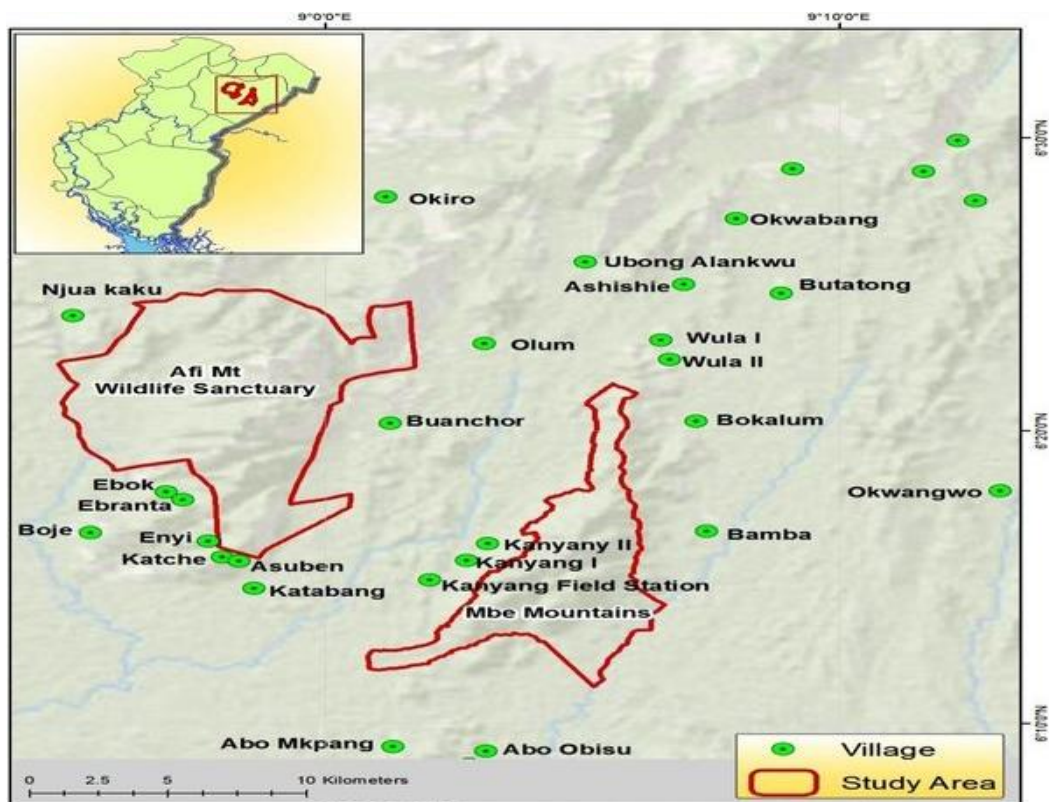 9°0'0"E
9°10'0"E
6°30'0"N
Okiro
Okwabang
Ubong Alankwu
Ashishie
Butatong
Njua kaku
Wula I
Olum
Wula II
Afi Mt
Wildlife Sanctuary
Buanchor
Bokalum
6°20'0"N
Ebok
Ebranta
Okwangwo
Boje
Enyi
Bamba
Kanyany II
Katche
Asuben
Kanyang I
Katabang
Kanyang Field Station
Mbe Mountains
6°10'0"N
Abo Mkpang
Abo Obisu
Village
Study Area
0 2.5 5 10 Kilometers